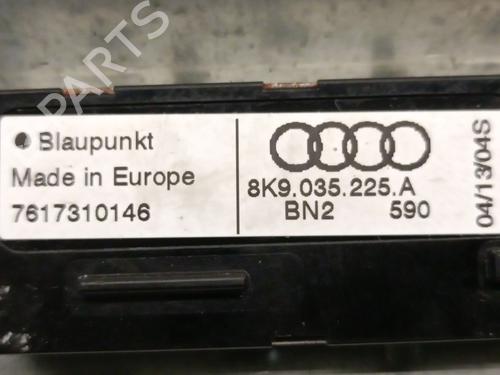 PARTS
Blaupunkt
Made in Europe
7617310146
8K9.035.225.A
BN2 590
04/13/04S